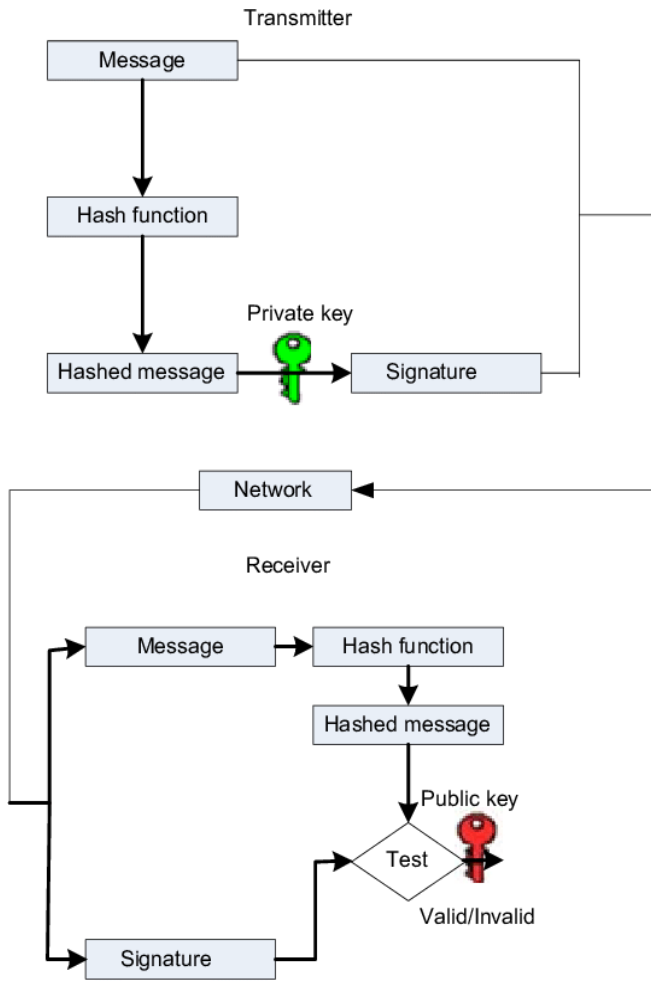 Transmitter
Message
Hash function
Private key
Hashed message
Signature
Network
Receiver
Message
Hash function
Hashed message
Public key
Test
Valid/Invalid
Signature